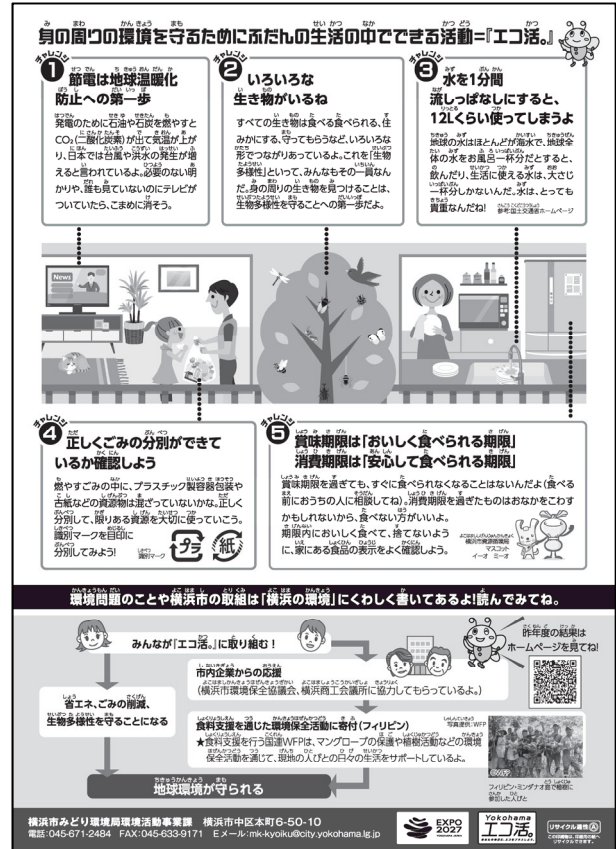 身の周りの環境を守るためにふだんの生活の中でできる活動=『エコ活。』
チャレンジ
1
節電は地球温暖化
防止への第一歩
発電のために石油や石炭を燃やすと
CO₂(二酸化炭素)が出て気温が上が
り、日本では台風や洪水の発生が増
えると言われているよ。必要のない明
かりや、誰も見ていないのにテレビが
ついていたら、こまめに消そう。
チャレンジ
2
いろいろな
生き物がいるね
すべての生き物は食べる食べられる、住
みかにする、守ってもらうなど、いろいろな
形でつながりあっているよ。これを「生物
多様性」といって、みんなもその一員なん
だ。身の周りの生き物を見つけることは、
生物多様性を守ることへの第一歩だよ。
チャレンジ
3
水を1分間
流しっぱなしにすると、
12Lくらい使ってしまうよ
地球の水はほとんどが海水で、地球全
体の水をお風呂一杯分だとすると、
飲んだり、生活に使える水は、大さじ
一杯分しかないんだ。水は、とっても
貴重なんだね!
参考:国土交通省ホームページ
News
チャレンジ
4
正しくごみの分別ができて
いるか確認しよう
燃やすごみの中に、プラスチック製容器包装や
古紙などの資源物は混ざっていないかな。正しく
分別して、限りある資源を大切に使っていこう。
識別マークを目印に
分別してみよう!
識別マーク
プラ
紙
チャレンジ
5
賞味期限は「おいしく食べられる期限」
消費期限は「安心して食べられる期限」
賞味期限を過ぎても、すぐに食べられなくなることはないんだよ(食べる
前におうちの人に相談してね)。消費期限を過ぎたものはおなかをこわす
かもしれないから、食べない方がいいよ。
期限内においしく食べて、捨てないよう
に、家にある食品の表示をよく確認しよう。
横浜市資源循環局
マスコット
イーオ ミーオ
環境問題のことや横浜市の取組は「横浜の環境」にくわしく書いてあるよ!読んでみてね。
みんなが『エコ活。』に取り組む!
省エネ、ごみの削減、
生物多様性を守ることになる
市内企業からの応援
(横浜市環境保全協議会、横浜商工会議所に協力してもらっているよ。)
食料支援を通じた環境保全活動に寄付(フィリピン)
★食料支援を行う国連WFPは、マングローブの保護や植樹活動などの環境
保全活動を通じて、現地の人びとの日々の生活をサポートしているよ。
地球環境が守られる
昨年度の結果は
ホームページを見てね!
写真提供:WFP
©WFP
フィリピン・ミンダナオ島で植樹に
参加した人びと
横浜市みどり環境局環境活動事業課 横浜市中区本町6-50-10
電話:045-671-2484 FAX:045-633-9171 Eメール:mk-kyoiku@city.yokohama.lg.jp
EXPO
2027
Yokohama
エコ活。
リサイクル適性Ⓐ
この印刷物は、印刷用の紙へ
リサイクルできます。